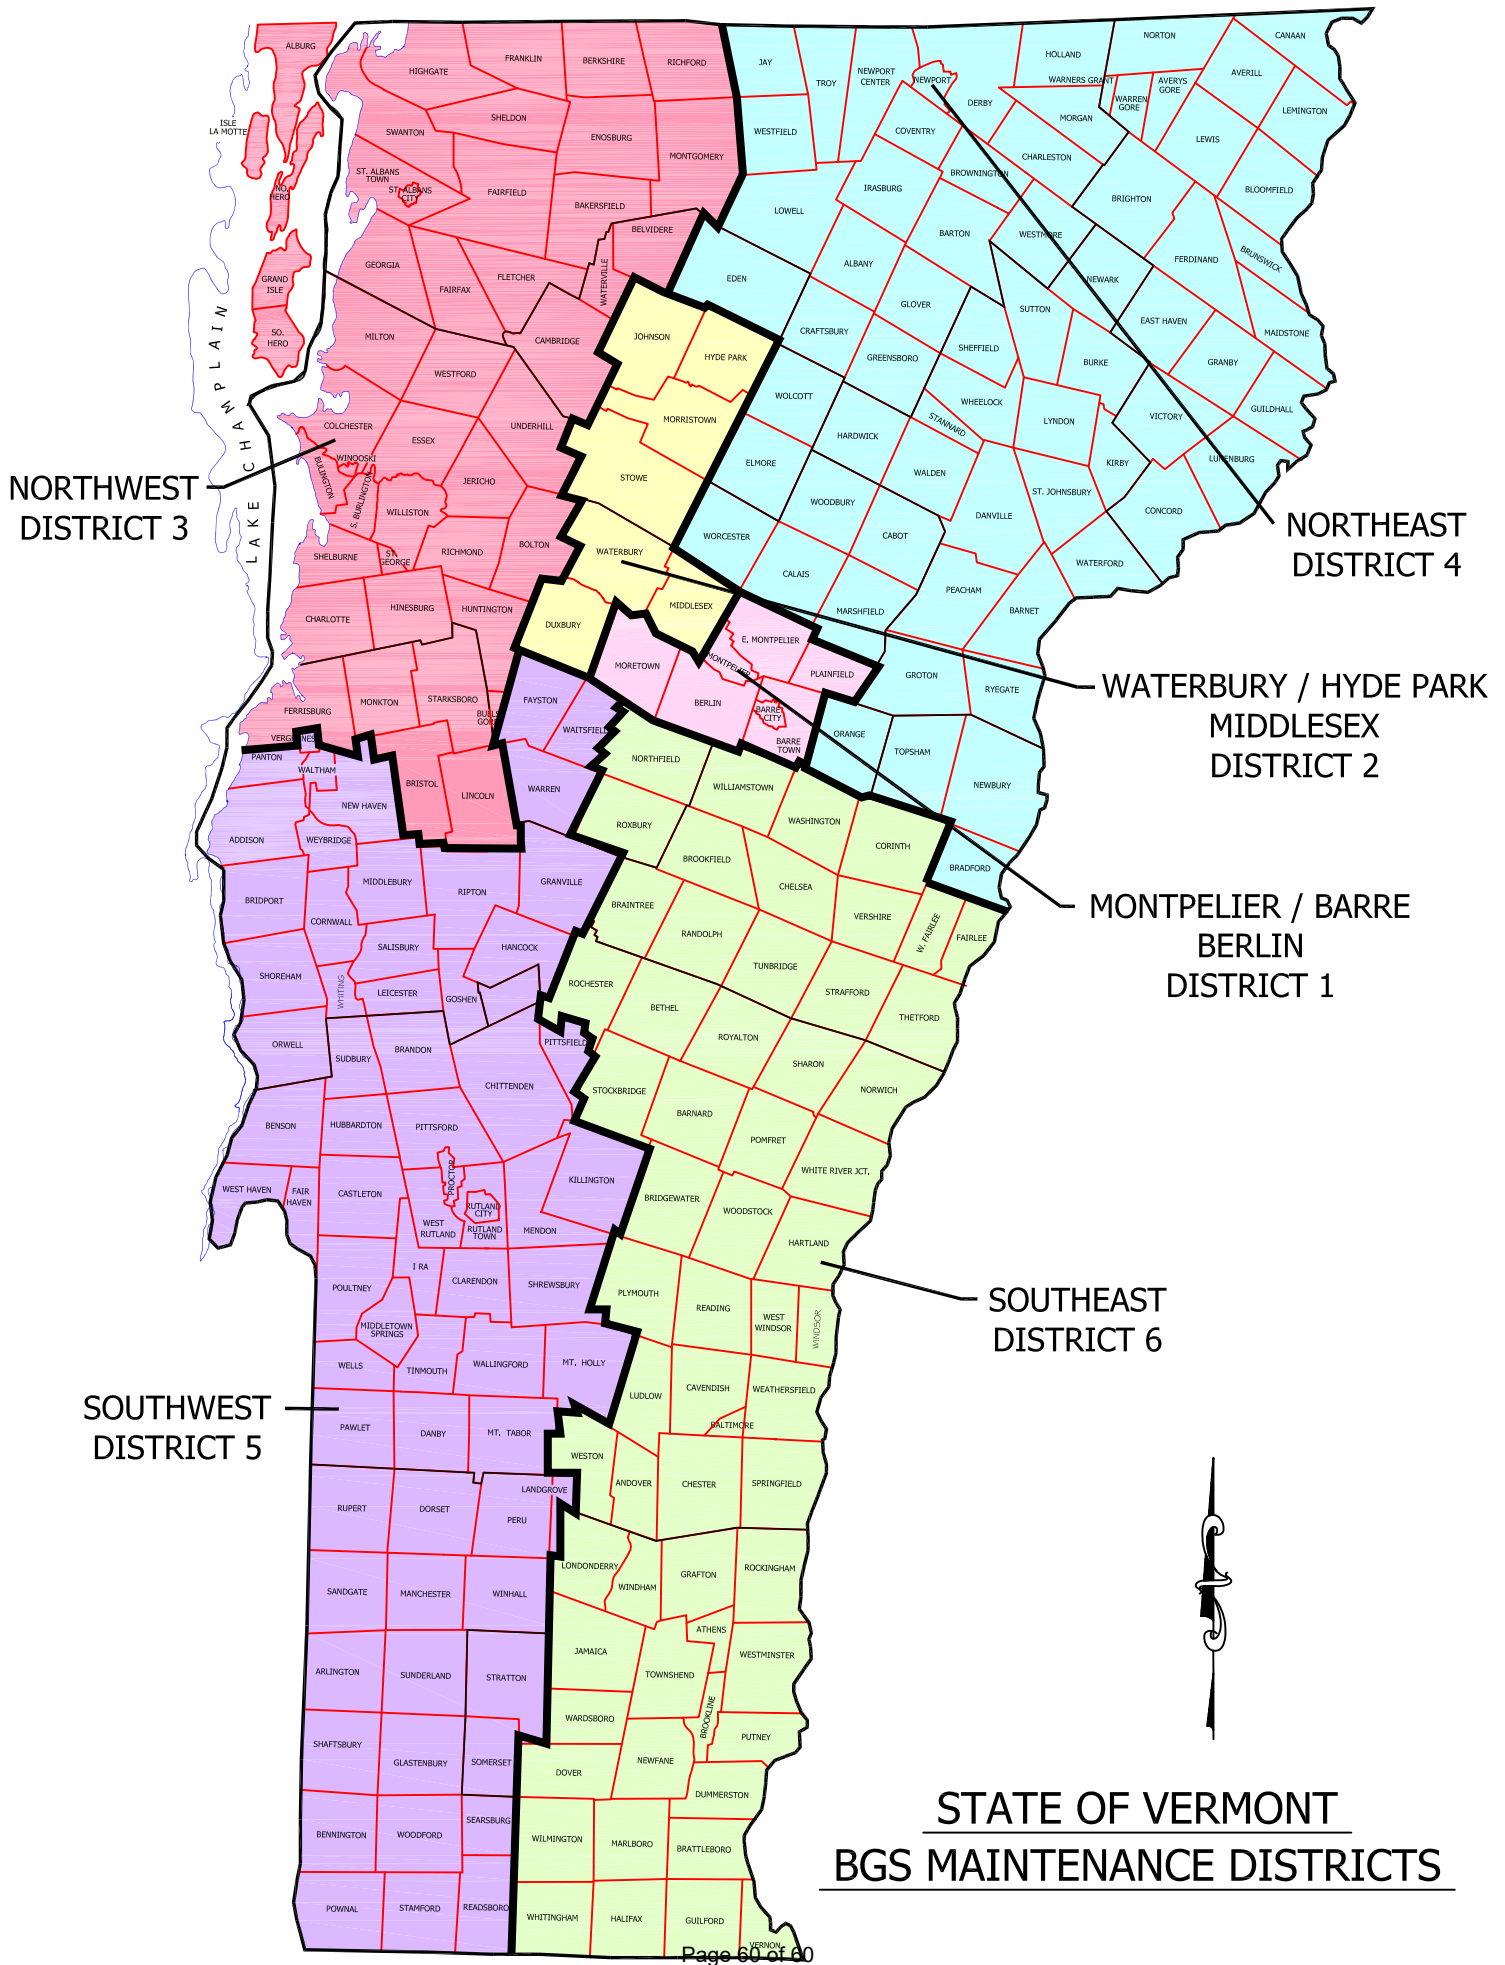 ALBURG
ISLE
LA MOTTE
NO.
HERO
GRAND
ISLE
SO.
HERO
LAKE CHAMPLAIN
HIGHGATE
FRANKLIN
BERKSHIRE
RICHFORD
SWANTON
SHELDON
ENOSBURG
MONTGOMERY
ST. ALBANS
TOWN
ST. ALBANS
CITY
FAIRFIELD
BAKERSFIELD
BELVIDERE
WATERVILLE
GEORGIA
FAIRFAX
FLETCHER
CAMBRIDGE
MILTON
WESTFORD
UNDERHILL
COLCHESTER
ESSEX
WINOOSKI
BULINGTON
S. BURLINGTON
WILLISTON
JERICHO
SHELBURNE
ST.
GEORGE
RICHMOND
BOLTON
CHARLOTTE
HINESBURG
HUNTINGTON
FERRISBURG
MONKTON
STARKSBORO
BUELS
GORE
VERGENNES
BRISTOL
LINCOLN
NORTHWEST
DISTRICT 3
JAY
TROY
NEWPORT
CENTER
NEWPORT
DERBY
HOLLAND
WARNERS GRANT
NORTON
CANAAN
AVERILL
AVERYS
GORE
WARREN
GORE
LEMINGTON
MORGAN
LEWIS
WESTFIELD
COVENTRY
CHARLESTON
BROWNINGTON
IRASBURG
BRIGHTON
BLOOMFIELD
LOWELL
BARTON
WESTMORE
FERDINAND
BRUNSWICK
EDEN
ALBANY
GLOVER
NEWARK
SUTTON
EAST HAVEN
MAIDSTONE
CRAFTSBURY
GREENSBORO
SHEFFIELD
BURKE
GRANBY
WOLCOTT
WHEELOCK
STANNARD
LYNDON
VICTORY
GUILDHALL
HARDWICK
ELMORE
WALDEN
KIRBY
LUNENBURG
WOODBURY
ST. JOHNSBURY
CONCORD
DANVILLE
WORCESTER
CABOT
WATERFORD
CALAIS
PEACHAM
MARSHFIELD
BARNET
GROTON
RYEGATE
ORANGE
TOPSHAM
NEWBURY
BRADFORD
NORTHEAST
DISTRICT 4
JOHNSON
HYDE PARK
MORRISTOWN
STOWE
WATERBURY
MIDDLESEX
DUXBURY
WATERBURY / HYDE PARK
MIDDLESEX
DISTRICT 2
E. MONTPELIER
MONTPELIER
MORETOWN
PLAINFIELD
BERLIN
BARRE
CITY
BARRE
TOWN
MONTPELIER / BARRE
BERLIN
DISTRICT 1
FAYSTON
WAITSFIELD
WARREN
PANTON
WALTHAM
NEW HAVEN
ADDISON
WEYBRIDGE
MIDDLEBURY
RIPTON
GRANVILLE
BRIDPORT
CORNWALL
SALISBURY
HANCOCK
SHOREHAM
WHITING
LEICESTER
GOSHEN
ORWELL
SUDBURY
BRANDON
PITTSFIELD
CHITTENDEN
BENSON
HUBBARDTON
PITTSFORD
KILLINGTON
WEST HAVEN
FAIR
HAVEN
CASTLETON
PROCTOR
RUTLAND
CITY
WEST
RUTLAND
RUTLAND
TOWN
MENDON
I RA
CLARENDON
SHREWSBURY
POULTNEY
MIDDLETOWN
SPRINGS
WELLS
TINMOUTH
WALLINGFORD
MT. HOLLY
PAWLET
DANBY
MT. TABOR
LANDGROVE
RUPERT
DORSET
PERU
SANDGATE
MANCHESTER
WINHALL
ARLINGTON
SUNDERLAND
STRATTON
SHAFTSBURY
GLASTENBURY
SOMERSET
SEARSBURG
BENNINGTON
WOODFORD
POWNAL
STAMFORD
READSBORO
SOUTHWEST
DISTRICT 5
NORTHFIELD
WILLIAMSTOWN
WASHINGTON
CORINTH
ROXBURY
BROOKFIELD
CHELSEA
VERSHIRE
W. FAIRLEE
FAIRLEE
BRAINTREE
RANDOLPH
TUNBRIDGE
STRAFFORD
THETFORD
ROCHESTER
BETHEL
ROYALTON
SHARON
NORWICH
STOCKBRIDGE
BARNARD
POMFRET
WHITE RIVER JCT.
BRIDGEWATER
WOODSTOCK
HARTLAND
PLYMOUTH
READING
WEST
WINDSOR
WINDSOR
LUDLOW
CAVENDISH
WEATHERSFIELD
BALTIMORE
WESTON
ANDOVER
CHESTER
SPRINGFIELD
LONDONDERRY
WINDHAM
GRAFTON
ROCKINGHAM
ATHENS
JAMAICA
TOWNSHEND
WESTMINSTER
BROOKLINE
WARDSBORO
PUTNEY
NEWFANE
DOVER
DUMMERSTON
WILMINGTON
MARLBORO
BRATTLEBORO
WHITINGHAM
HALIFAX
GUILFORD
VERNON
SOUTHEAST
DISTRICT 6
STATE OF VERMONT
BGS MAINTENANCE DISTRICTS
Page 60 of 60